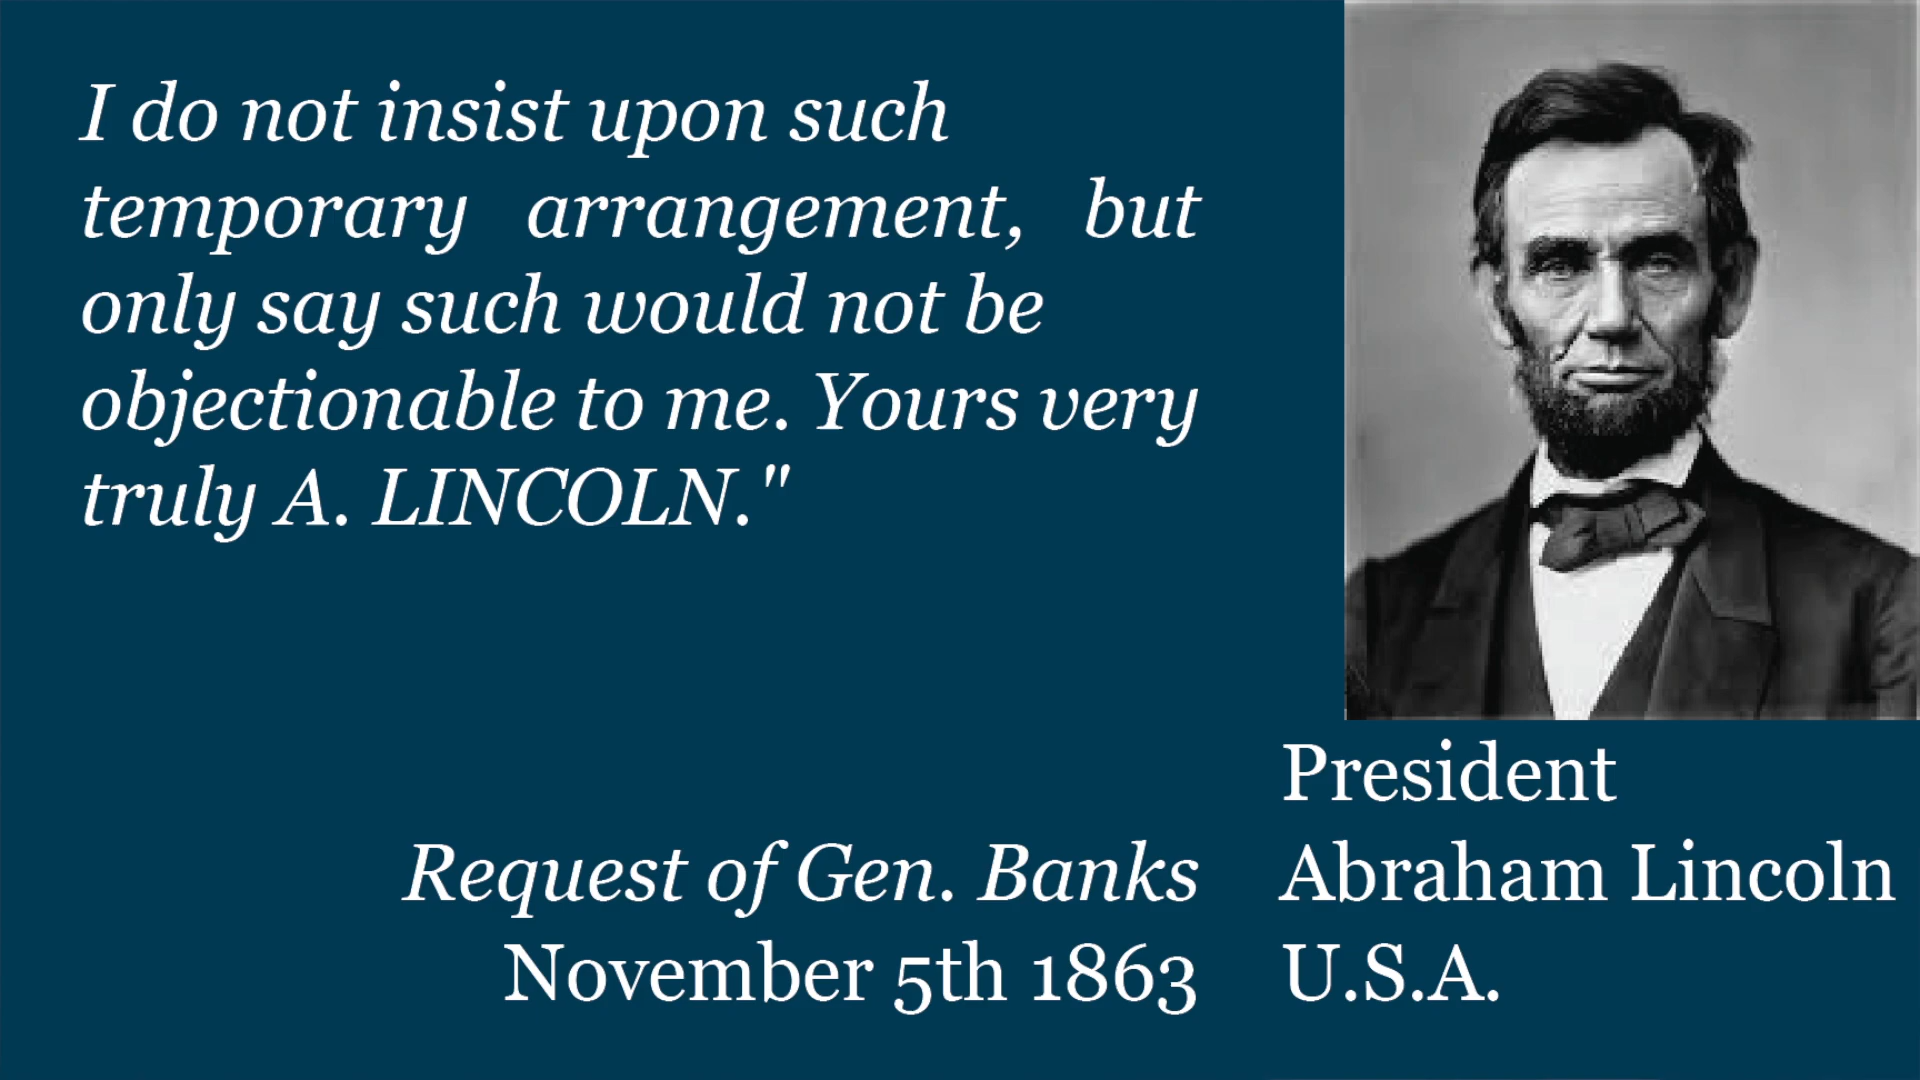 I do not insist upon such
temporary arrangement, but
only say such would not be
objectionable to me. Yours very
truly A. LINCOLN."
Request of Gen. Banks
November 5th 1863
President
Abraham Lincoln
U.S.A.